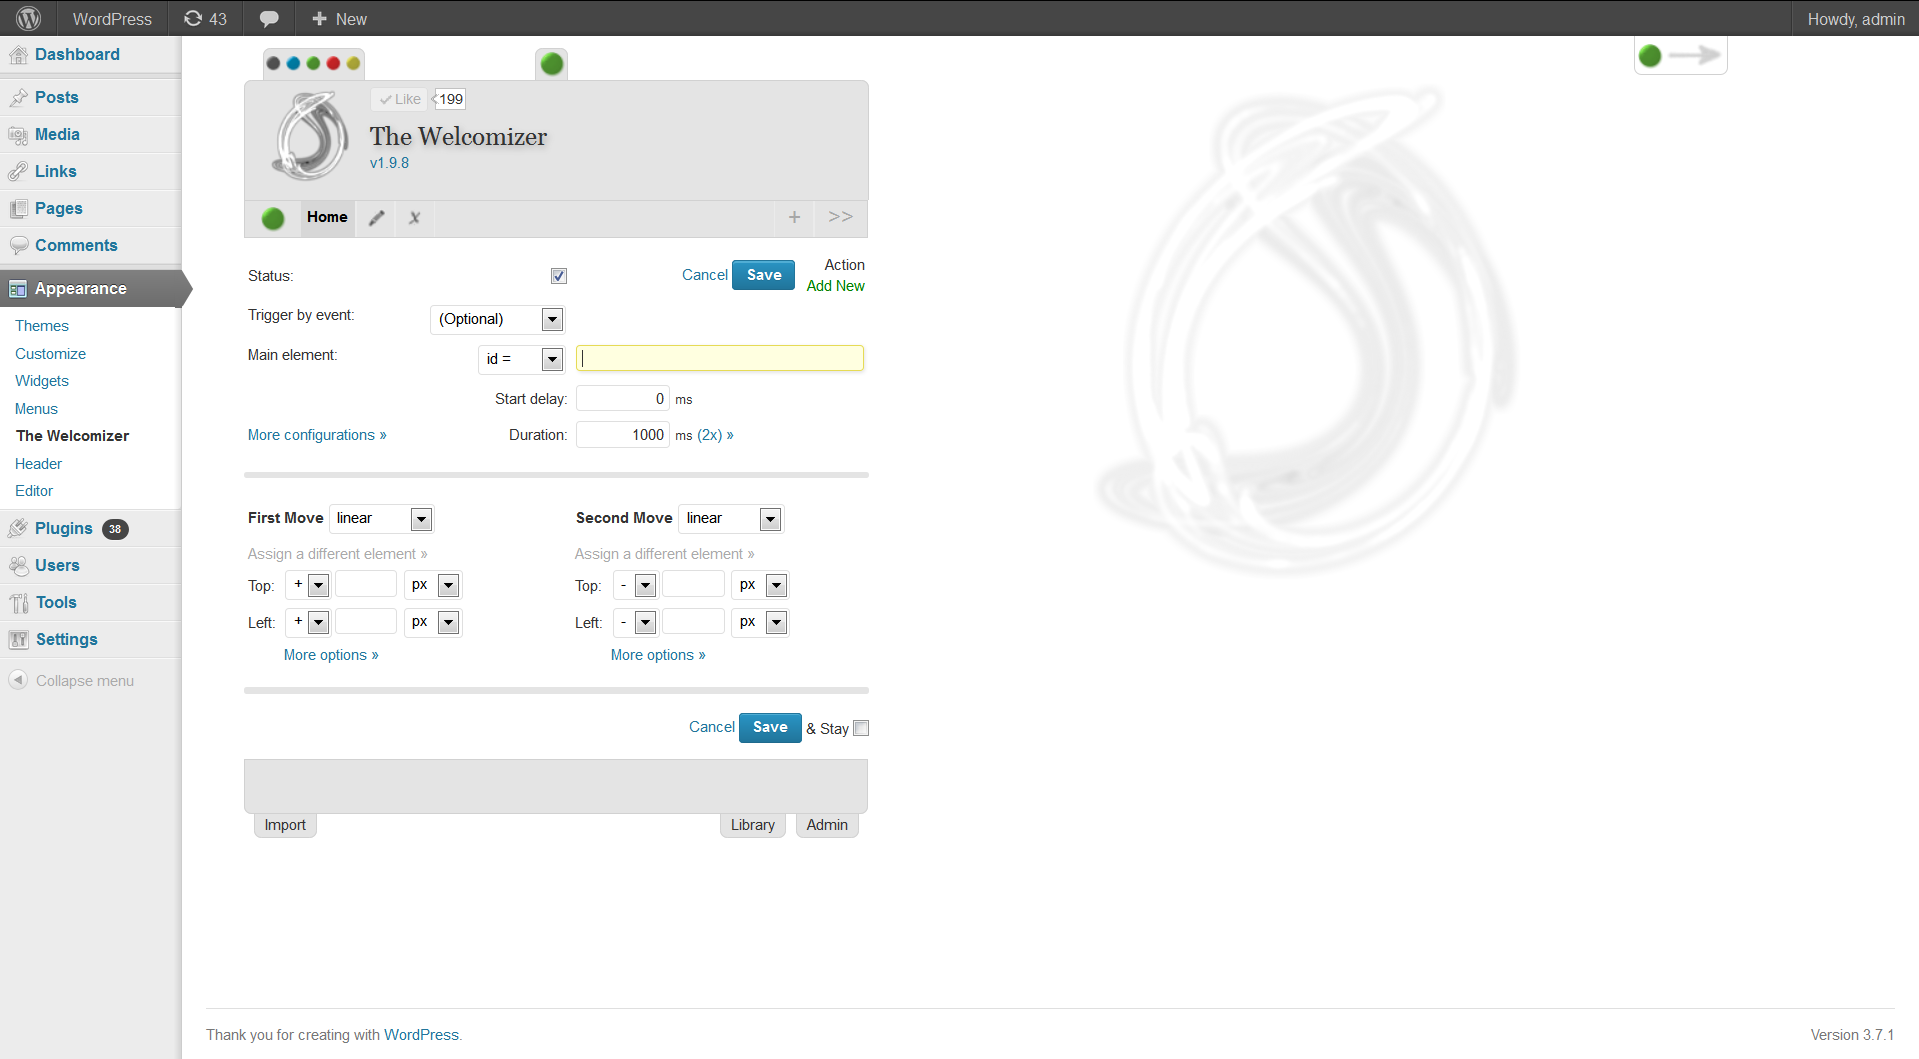 WordPress 43 New Howdy, admin
Dashboard
Posts
Media
Links
Pages
Comments
Appearance
Themes
Customize
Widgets
Menus
The Welcomizer
Header
Editor
Plugins 38
Users
Tools
Settings
Collapse menu
Like 199
The Welcomizer
v1.9.8
Home x + >>
Status: Cancel Save Action
Add New
Trigger by event: (Optional)
Main element: id =
Start delay: 0 ms
More configurations » Duration: 1000 ms (2x) »
First Move linear Second Move linear
Assign a different element » Assign a different element »
Top: + px Top: - px
Left: + px Left: - px
More options » More options »
Cancel Save & Stay
Import Library Admin
Thank you for creating with WordPress. Version 3.7.1